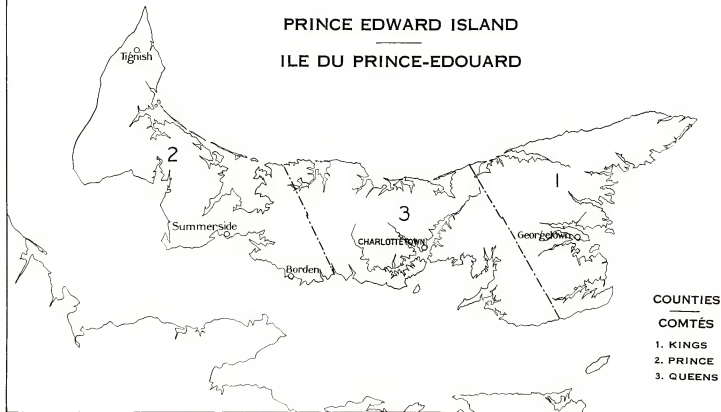 PRINCE EDWARD ISLAND
ILE DU PRINCE-EDOUARD
Tignish
2
1
3
Summerside
CHARLOTTETOWN
Georgetown
Borden
COUNTIES
COMTÉS
1. KINGS
2. PRINCE
3. QUEENS